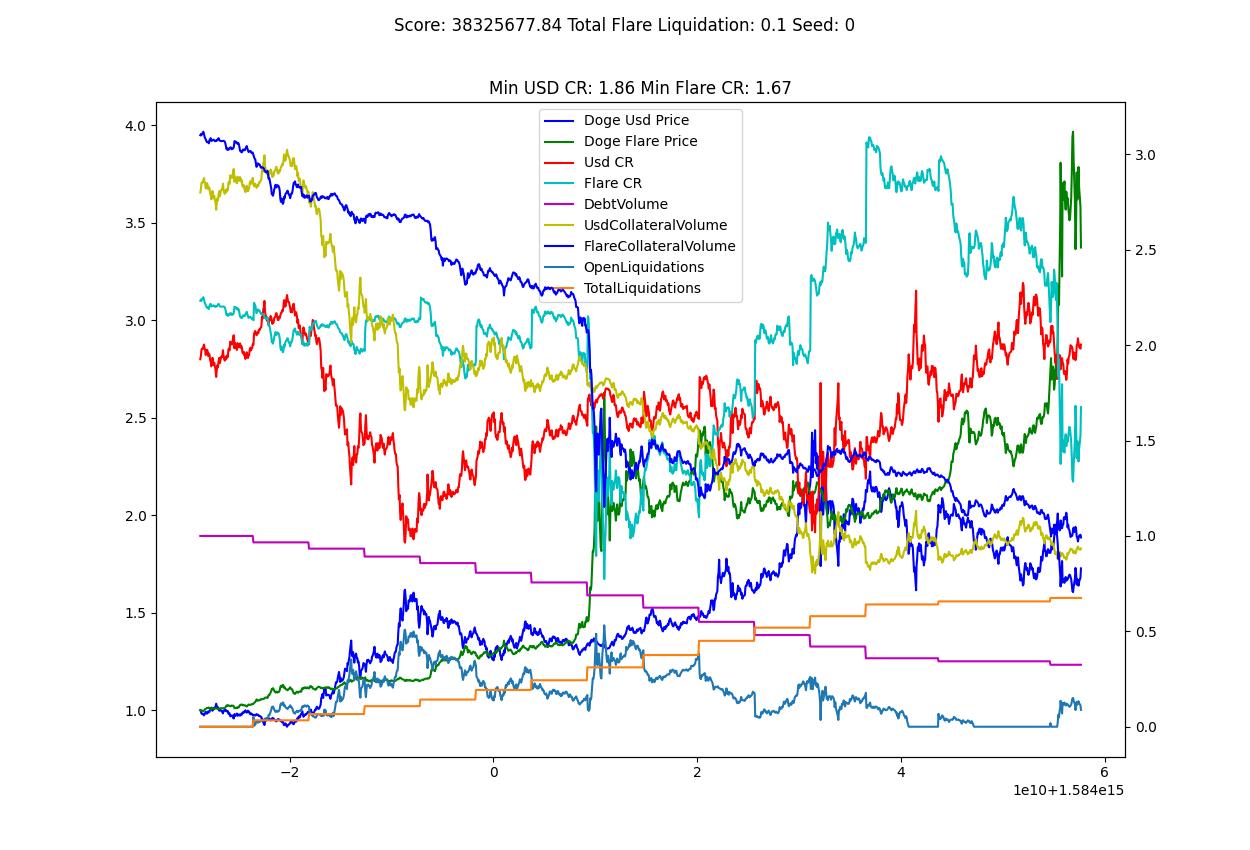 Score: 38325677.84 Total Flare Liquidation: 0.1 Seed: 0
Min USD CR: 1.86 Min Flare CR: 1.67
Doge Usd Price
Doge Flare Price
Usd CR
Flare CR
DebtVolume
UsdCollateralVolume
FlareCollateralVolume
OpenLiquidations
TotalLiquidations
4.0
3.5
3.0
2.5
2.0
1.5
1.0
3.0
2.5
2.0
1.5
1.0
0.5
0.0
−2
0
2
4
6
1e10+1.584e15